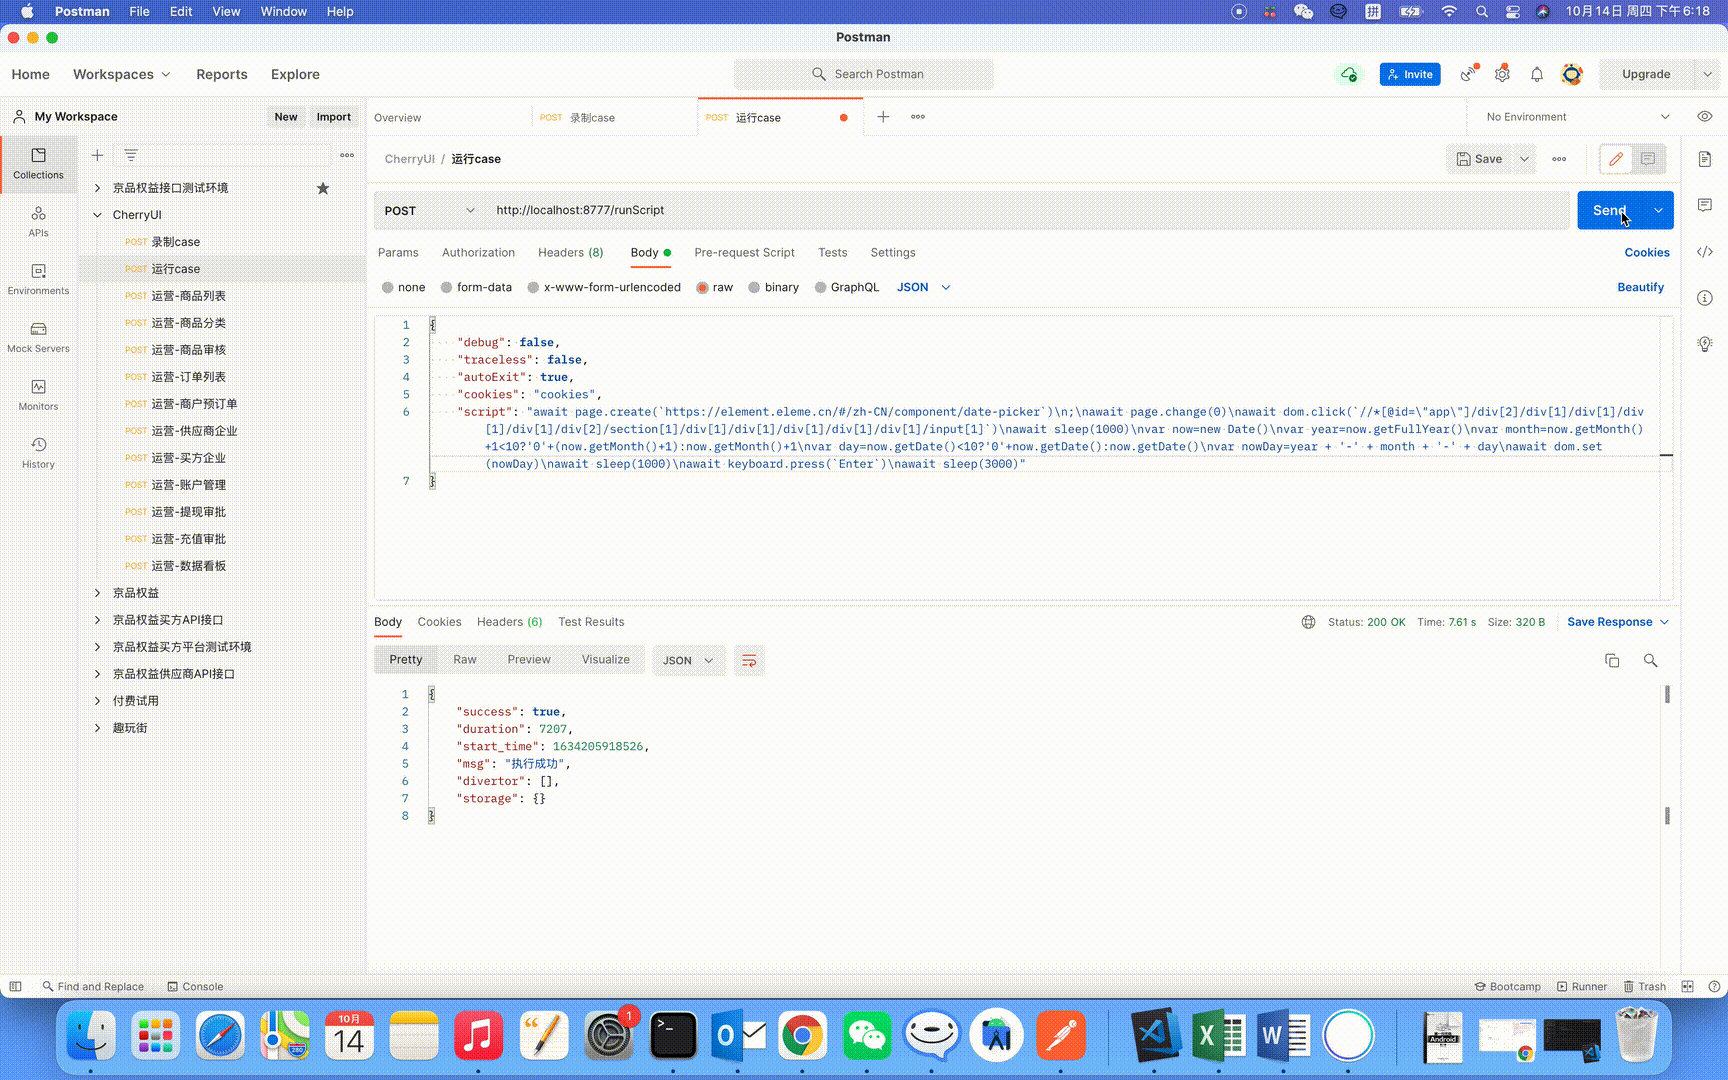 Postman File Edit View Window Help 拼 10月14日 周四 下午6:18
Postman
Home Workspaces Reports Explore Search Postman Invite Upgrade
My Workspace New Import Overview POST 录制case POST 运行case No Environment
Collections
京品权益接口测试环境
CherryUI / 运行case Save
CherryUI
APIs
POST 录制case
POST 运行case
POST http://localhost:8777/runScript Send
Params Authorization Headers (8) Body Pre-request Script Tests Settings Cookies
Environments
POST 运营-商品列表
none form-data x-www-form-urlencoded raw binary GraphQL JSON Beautify
POST 运营-商品分类
Mock Servers
POST 运营-商品审核
POST 运营-订单列表
Monitors
POST 运营-商户预订单
POST 运营-供应商企业
History
POST 运营-买方企业
POST 运营-账户管理
POST 运营-提现审批
POST 运营-充值审批
POST 运营-数据看板
京品权益
京品权益买方API接口
京品权益买方平台测试环境
京品权益供应商API接口
付费试用
趣玩街
1 {
2 "debug": false,
3 "traceless": false,
4 "autoExit": true,
5 "cookies": "cookies",
6 "script": "await page.create(`https://element.eleme.cn/#/zh-CN/component/date-picker`)\n;\nawait page.change(0)\nawait dom.click(`//*[@id=\"app\"]/div[2]/div[1]/div[1]/div
[1]/div[1]/div[2]/section[1]/div[1]/div[1]/div[1]/div[1]/div[1]/input[1]`)\nawait sleep(1000)\nvar now=new Date()\nvar year=now.getFullYear()\nvar month=now.getMonth()
+1<10?'0'+(now.getMonth()+1):now.getMonth()+1\nvar day=now.getDate()<10?'0'+now.getDate():now.getDate()\nvar nowDay=year + '-' + month + '-' + day\nawait dom.set
(nowDay)\nawait sleep(1000)\nawait keyboard.press(`Enter`)\nawait sleep(3000)"
7 }
Body Cookies Headers (6) Test Results Status: 200 OK Time: 7.61 s Size: 320 B Save Response
Pretty Raw Preview Visualize JSON
1 {
2 "success": true,
3 "duration": 7207,
4 "start_time": 1634205918526,
5 "msg": "执行成功",
6 "divertor": [],
7 "storage": {}
8 }
Find and Replace Console Bootcamp Runner Trash
10月
14
280
1
>_
O
X
W
Android